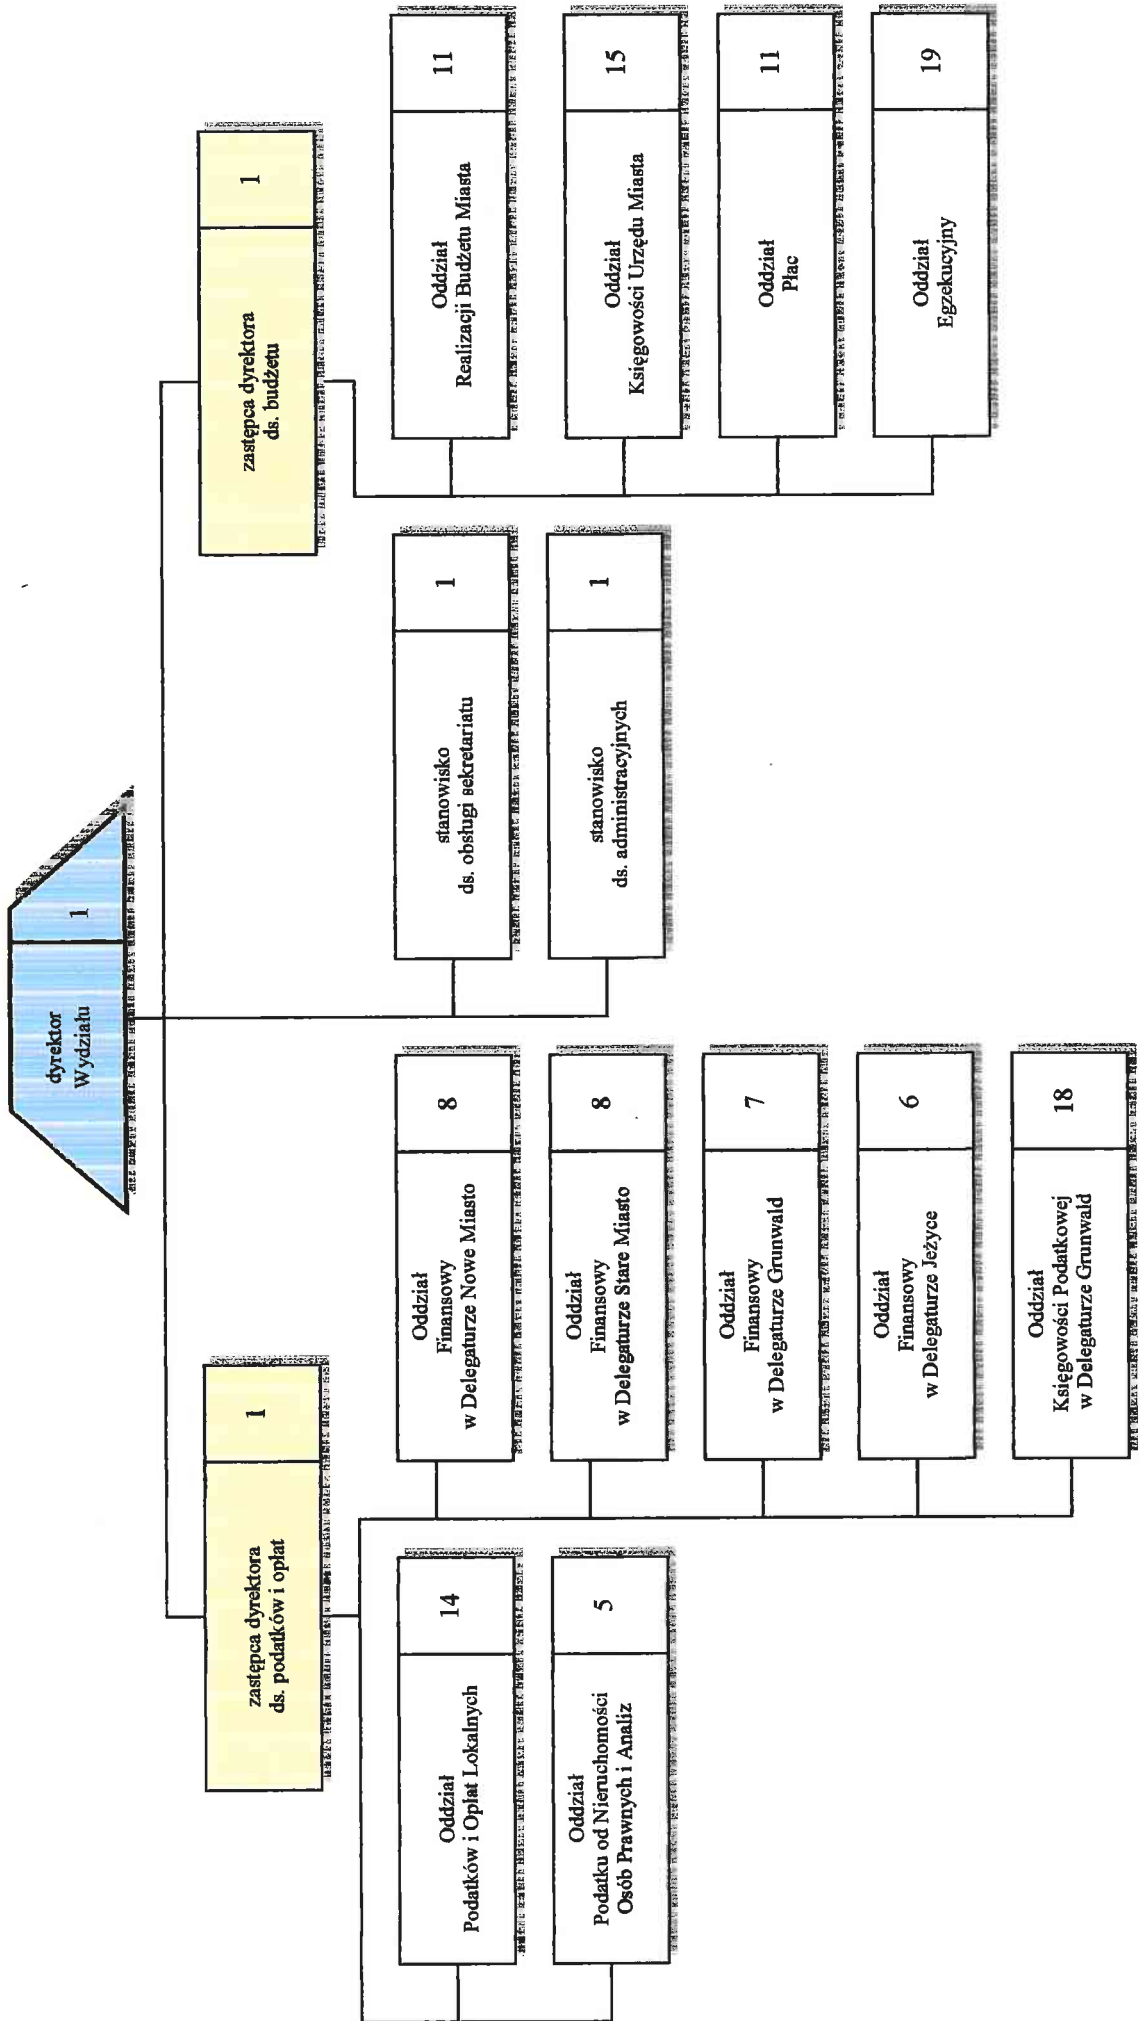 dyrektor
Wydziału
1
zastępca dyrektora
ds. podatków i opłat
1
zastępca dyrektora
ds. budżetu
1
Oddział
Podatków i Opłat Lokalnych
14
Oddział
Podatku od Nieruchomości
Osób Prawnych i Analiz
5
Oddział
Finansowy
w Delegaturze Nowe Miasto
8
Oddział
Finansowy
w Delegaturze Stare Miasto
8
Oddział
Finansowy
w Delegaturze Grunwald
7
Oddział
Finansowy
w Delegaturze Jeżyce
6
Oddział
Księgowości Podatkowej
w Delegaturze Grunwald
18
stanowisko
ds. obsługi sekretariatu
1
stanowisko
ds. administracyjnych
1
Oddział
Realizacji Budżetu Miasta
11
Oddział
Księgowości Urzędu Miasta
15
Oddział
Płac
11
Oddział
Egzekucyjny
19